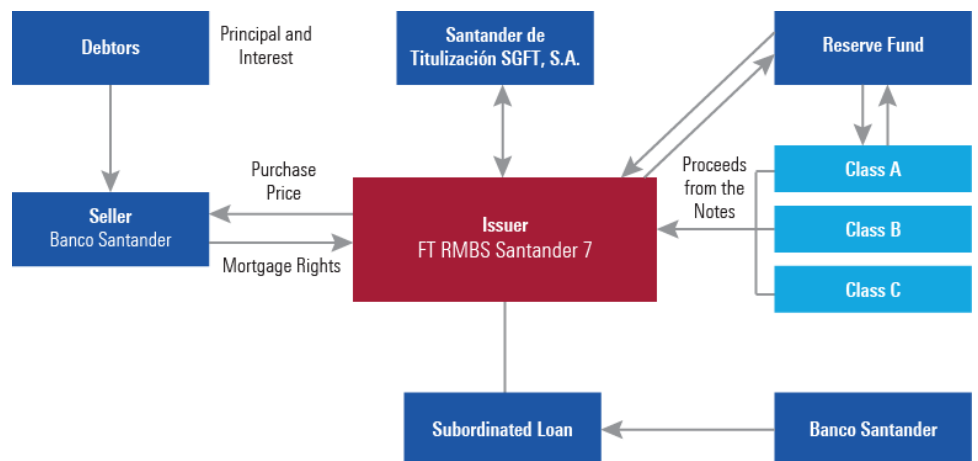 Debtors
Principal and
Interest
Santander de
Titulización SGFT, S.A.
Reserve Fund
Purchase
Price
Proceeds
from the
Notes
Class A
Seller
Banco Santander
Issuer
FT RMBS Santander 7
Class B
Mortgage Rights
Class C
Subordinated Loan
Banco Santander